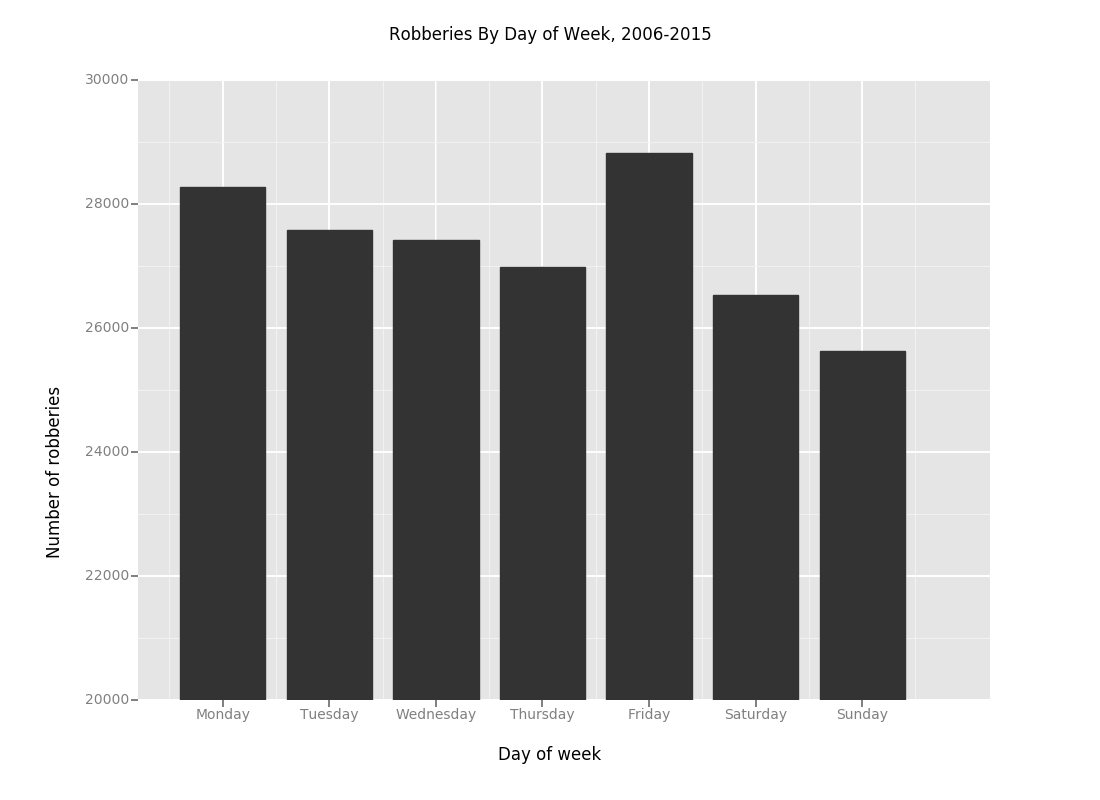 Robberies By Day of Week, 2006-2015
30000
28000
26000
24000
22000
20000
Number of robberies
Monday Tuesday Wednesday Thursday Friday Saturday Sunday
Day of week